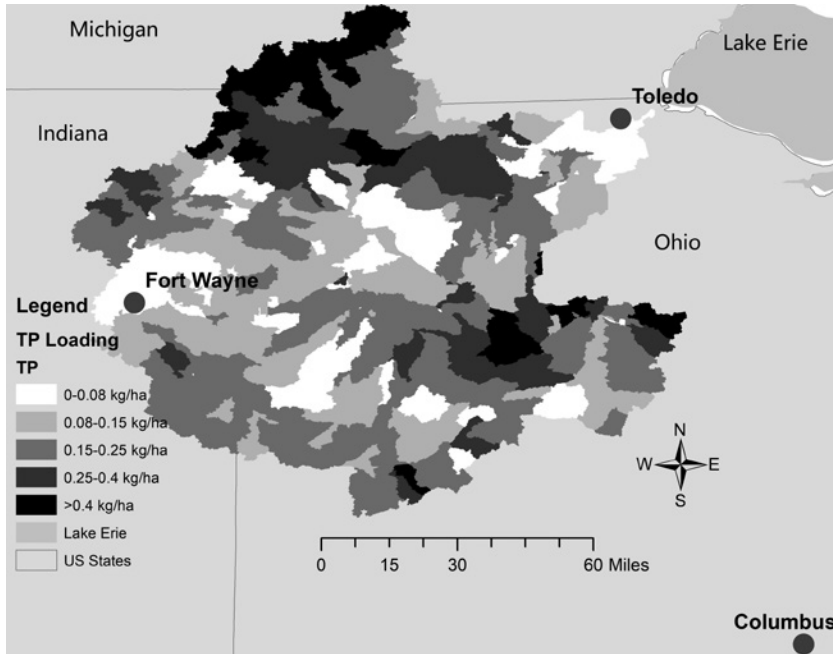 Michigan
Lake Erie
Toledo
Indiana
Ohio
Fort Wayne
Legend
TP Loading
TP
0-0.08 kg/ha
0.08-0.15 kg/ha
0.15-0.25 kg/ha
0.25-0.4 kg/ha
>0.4 kg/ha
Lake Erie
US States
N
W E
S
0 15 30 60 Miles
Columbus